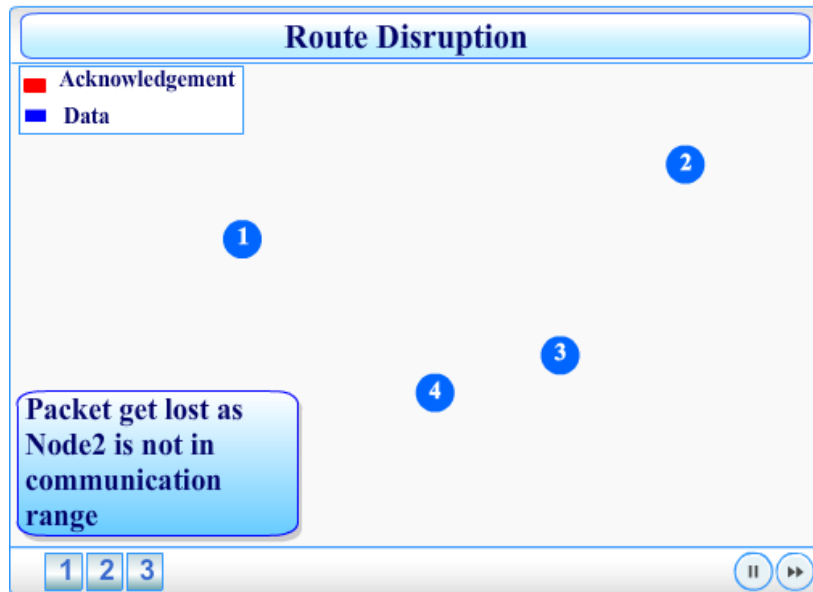 Route Disruption
Acknowledgement
Data
2
1
3
4
Packet get lost as
Node2 is not in
communication
range
1 2 3